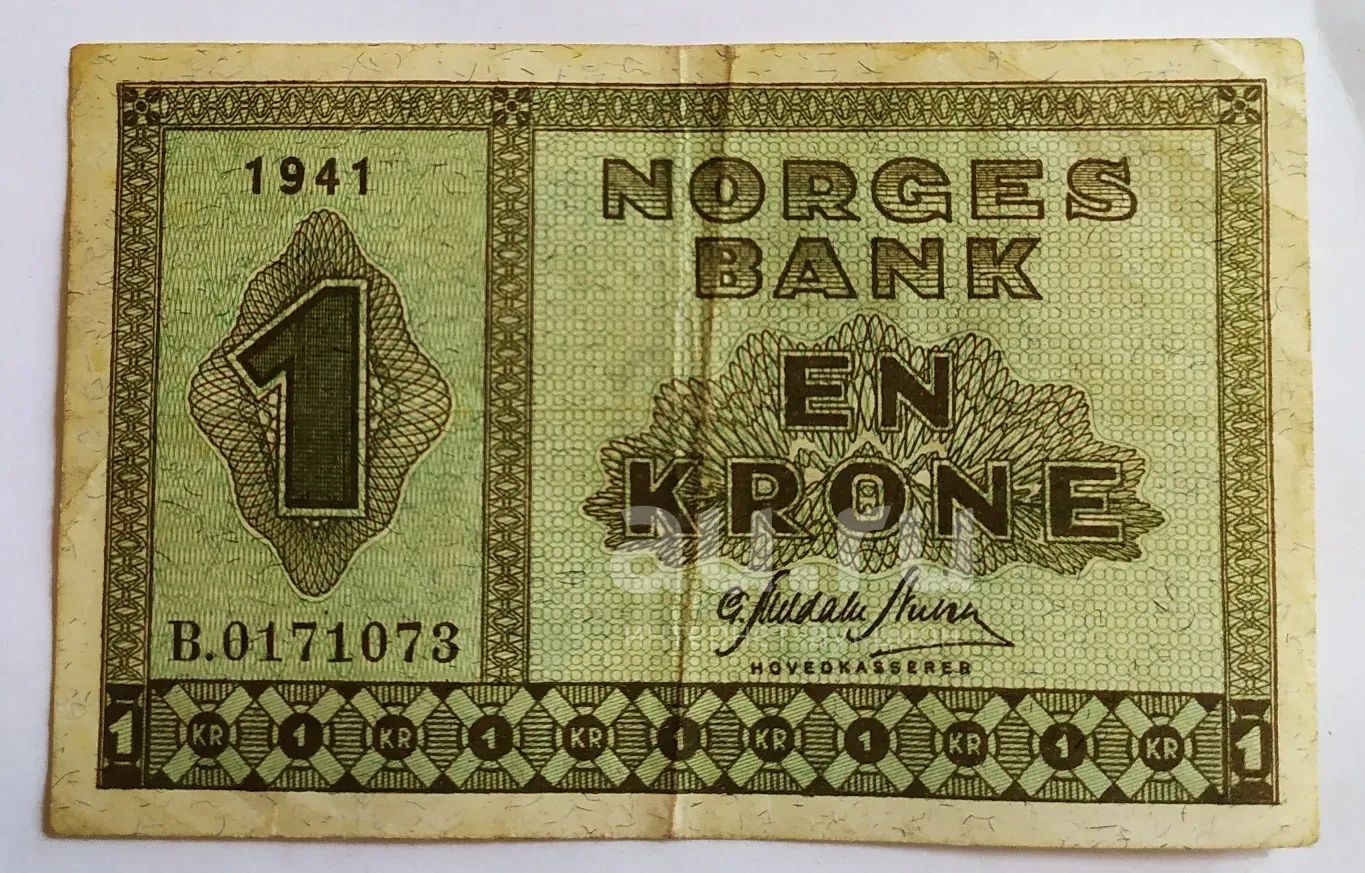 1941
1
B.0171073
NORGES
BANK
EN
KRONE
HOVEDKASSERER
1 KR 1 KR 1 KR 1 KR 1 KR 1 KR 1